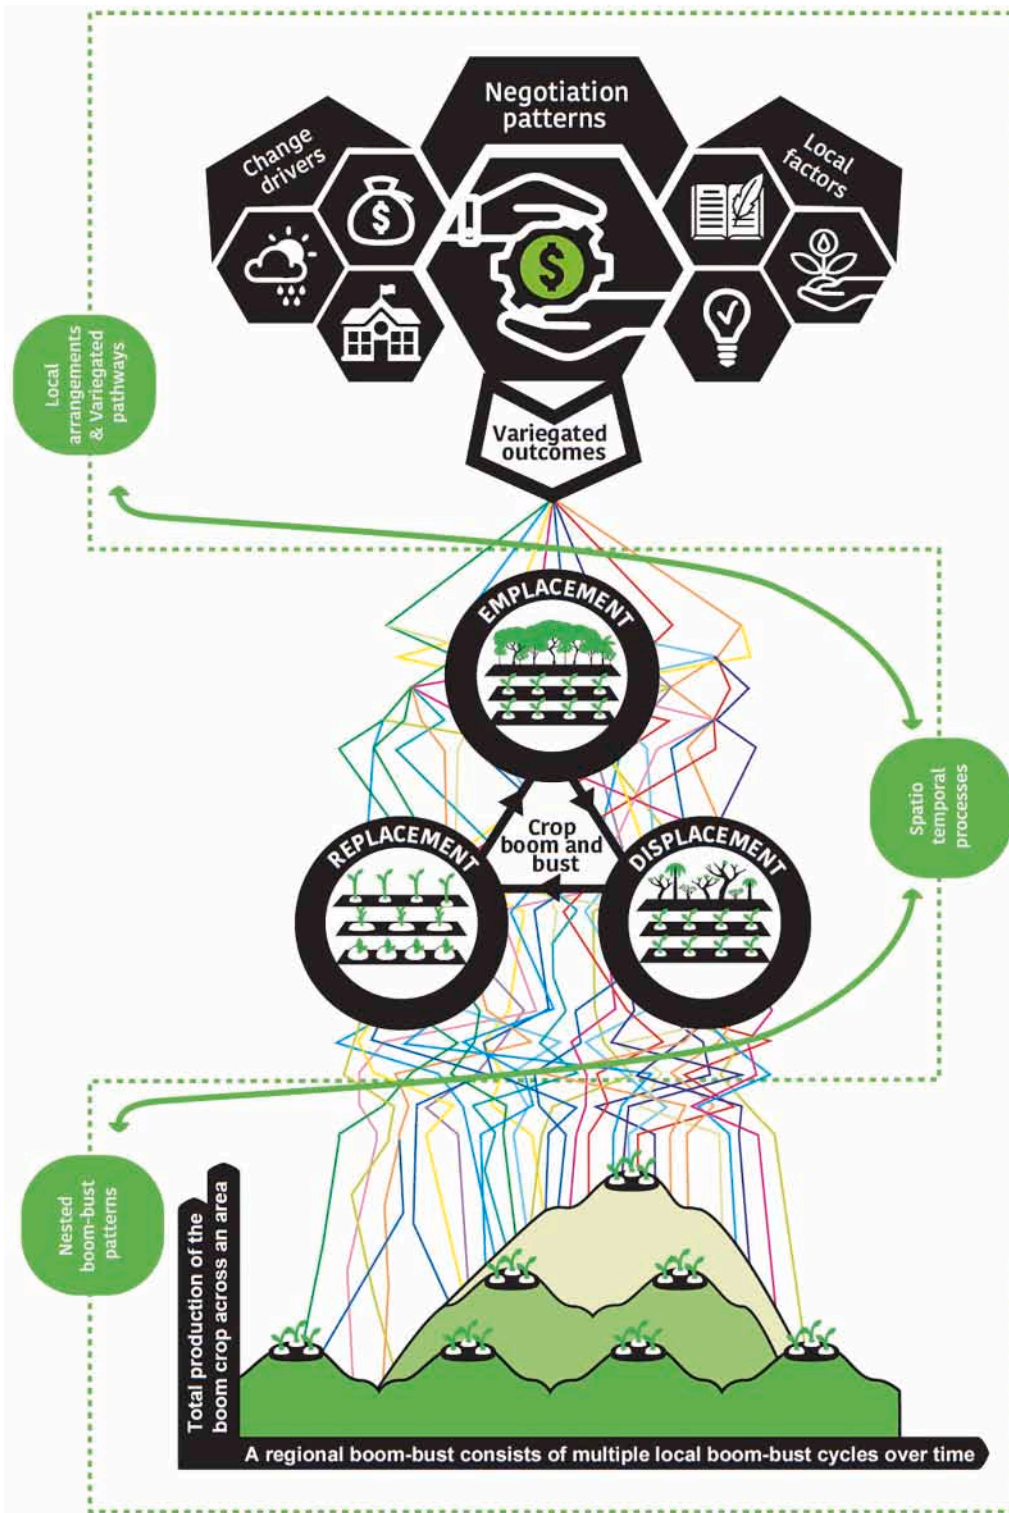 Negotiation
patterns
Change
drivers
Local
factors
$
$
Local
arrangements
& Variegated
pathways
Variegated
outcomes
EMPLACEMENT
Spatio
temporal
processes
Crop
boom and
bust
REPLACEMENT
DISPLACEMENT
Nested
boom-bust
patterns
Total production of the
boom crop across an area
A regional boom-bust consists of multiple local boom-bust cycles over time